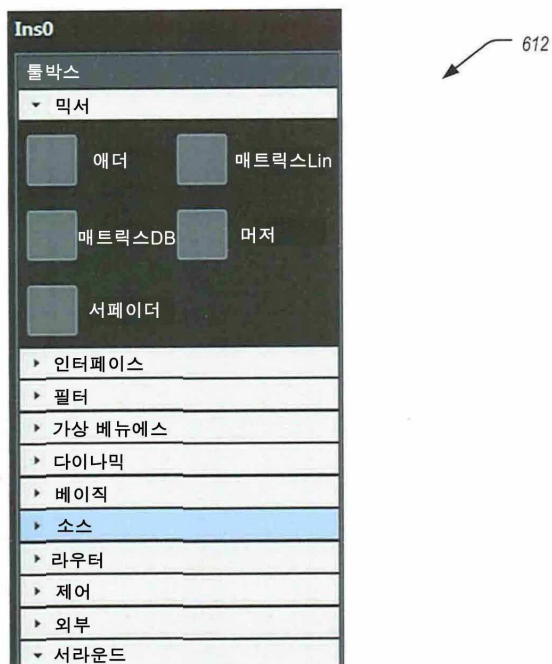 Ins0
612
툴박스
믹서
애더
매트릭스Lin
매트릭스DB
머저
서페이더
인터페이스
필터
가상 베뉴에스
다이나믹
베이직
소스
라우터
제어
외부
서라운드